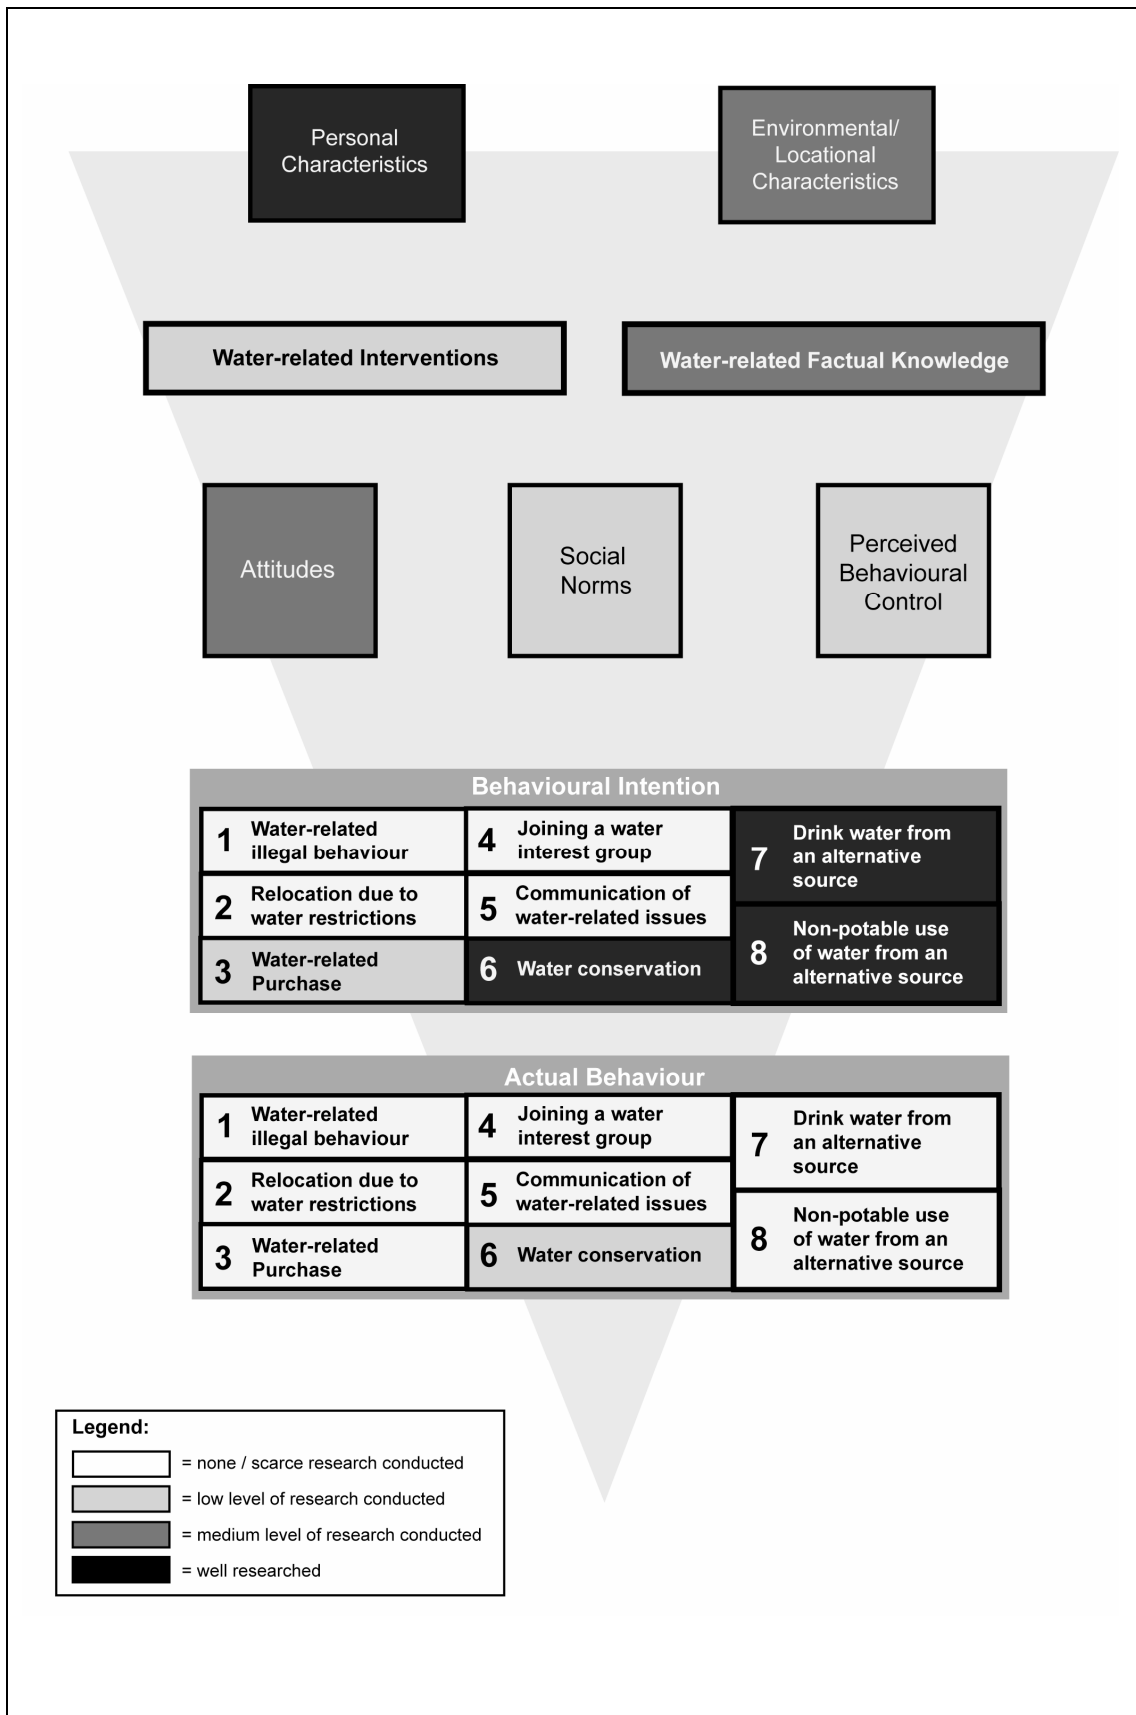 Personal
Characteristics
Environmental/
Locational
Characteristics
Water-related Interventions
Water-related Factual Knowledge
Attitudes
Social
Norms
Perceived
Behavioural
Control
Behavioural Intention
1
Water-related
illegal behaviour
2
Relocation due to
water restrictions
3
Water-related
Purchase
4
Joining a water
interest group
5
Communication of
water-related issues
6
Water conservation
7
Drink water from
an alternative
source
8
Non-potable use
of water from an
alternative source
Actual Behaviour
1
Water-related
illegal behaviour
2
Relocation due to
water restrictions
3
Water-related
Purchase
4
Joining a water
interest group
5
Communication of
water-related issues
6
Water conservation
7
Drink water from
an alternative
source
8
Non-potable use
of water from an
alternative source
Legend:
= none / scarce research conducted
= low level of research conducted
= medium level of research conducted
= well researched